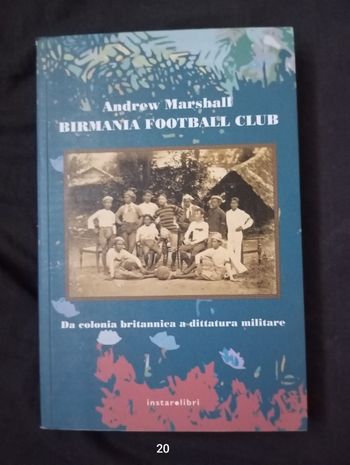 Andrew Marshall
BIRMANIA FOOTBALL CLUB
Da colonia britannica a dittatura militare
instarlibri
20